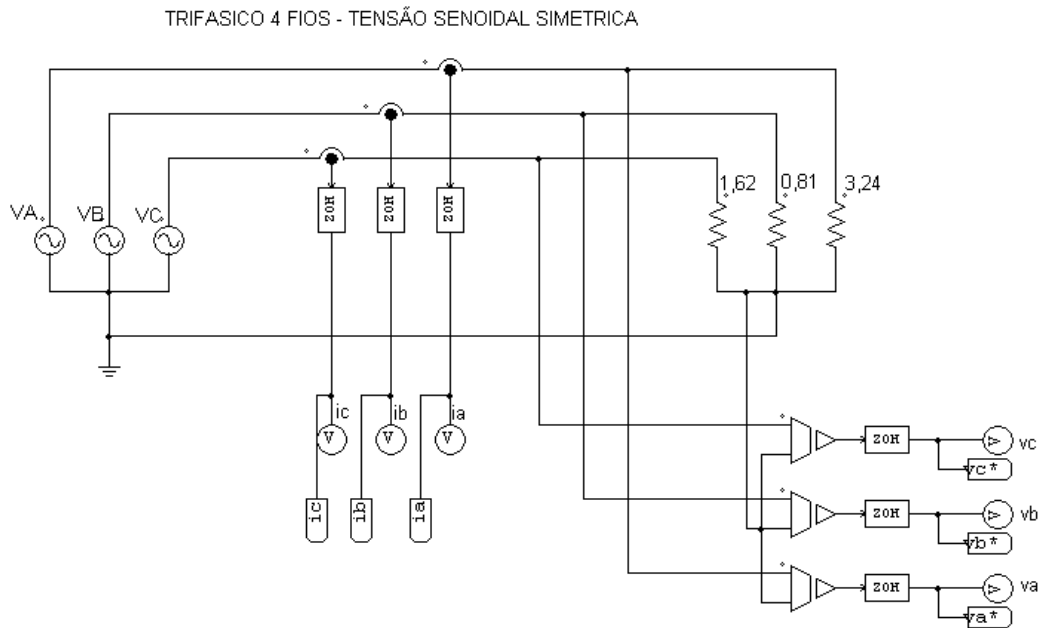 TRIFASICO 4 FIOS - TENSÃO SENOIDAL SIMETRICA
1,62
0,81
3,24
VA
VB
VC
ZOH
ZOH
ZOH
ic
ib
ia
V
V
V
ic
ib
ia
ZOH
V
vc
vc*
ZOH
V
vb
vb*
ZOH
V
va
va*